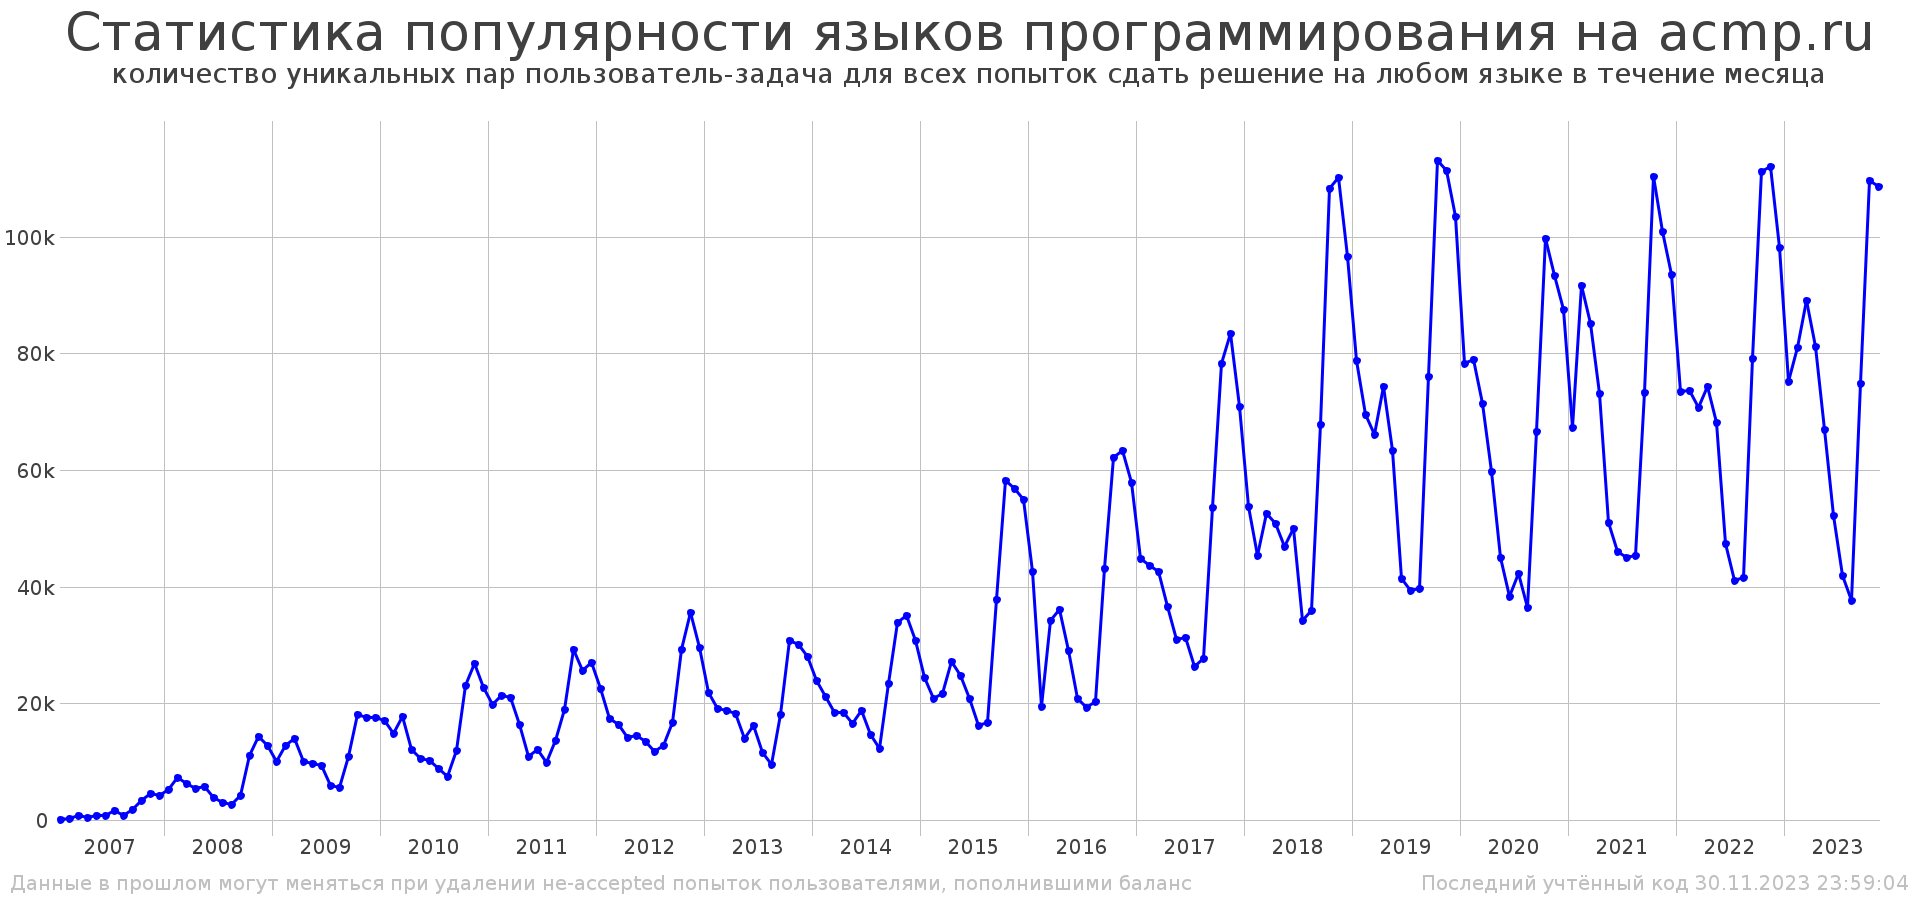 Статистика популярности языков программирования на acmp.ru
количество уникальных пар пользователь-задача для всех попыток сдать решение на любом языке в течение месяца
100k
80k
60k
40k
20k
0
2007 2008 2009 2010 2011 2012 2013 2014 2015 2016 2017 2018 2019 2020 2021 2022 2023
Данные в прошлом могут меняться при удалении не-accepted попыток пользователями, пополнившими баланс
Последний учтённый код 30.11.2023 23:59:04